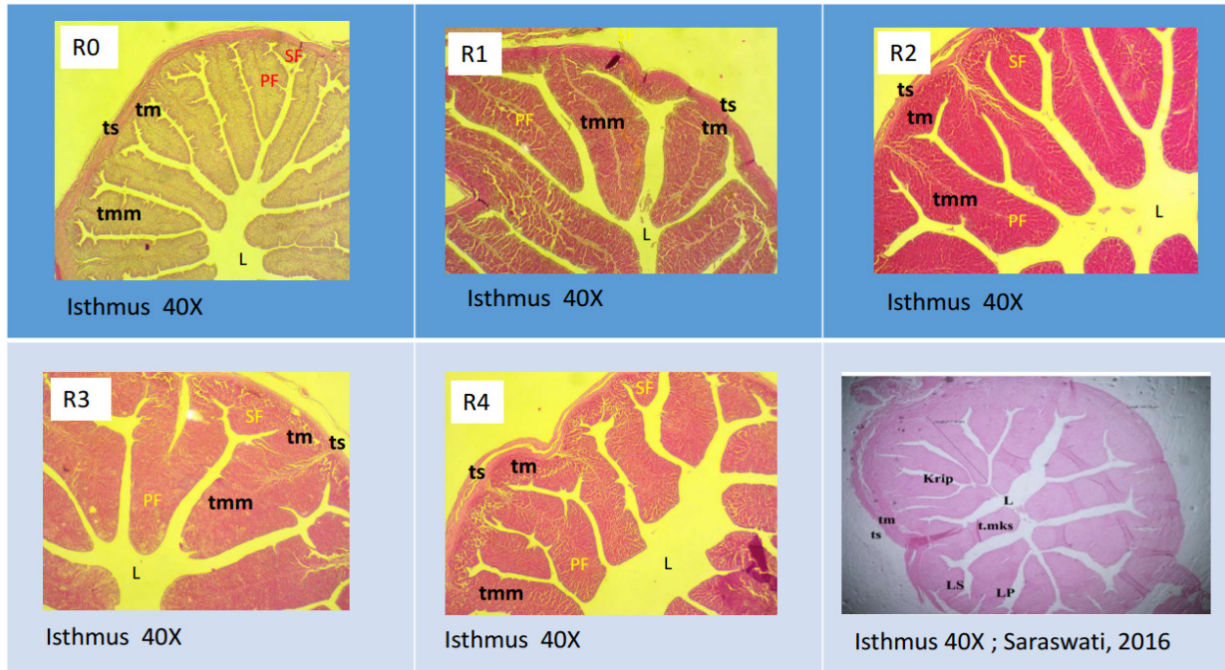 R0
SF
PF
tm
ts
tmm
L
Isthmus 40X
R1
PF
tmm
ts
tm
L
Isthmus 40X
R2
SF
ts
tm
tmm
PF
L
Isthmus 40X
R3
SF
tm
ts
PF
tmm
L
Isthmus 40X
R4
SF
ts
tm
PF
L
tmm
Isthmus 40X
Krip
L
tm
t.mks
ts
LS
LP
Isthmus 40X ; Saraswati, 2016